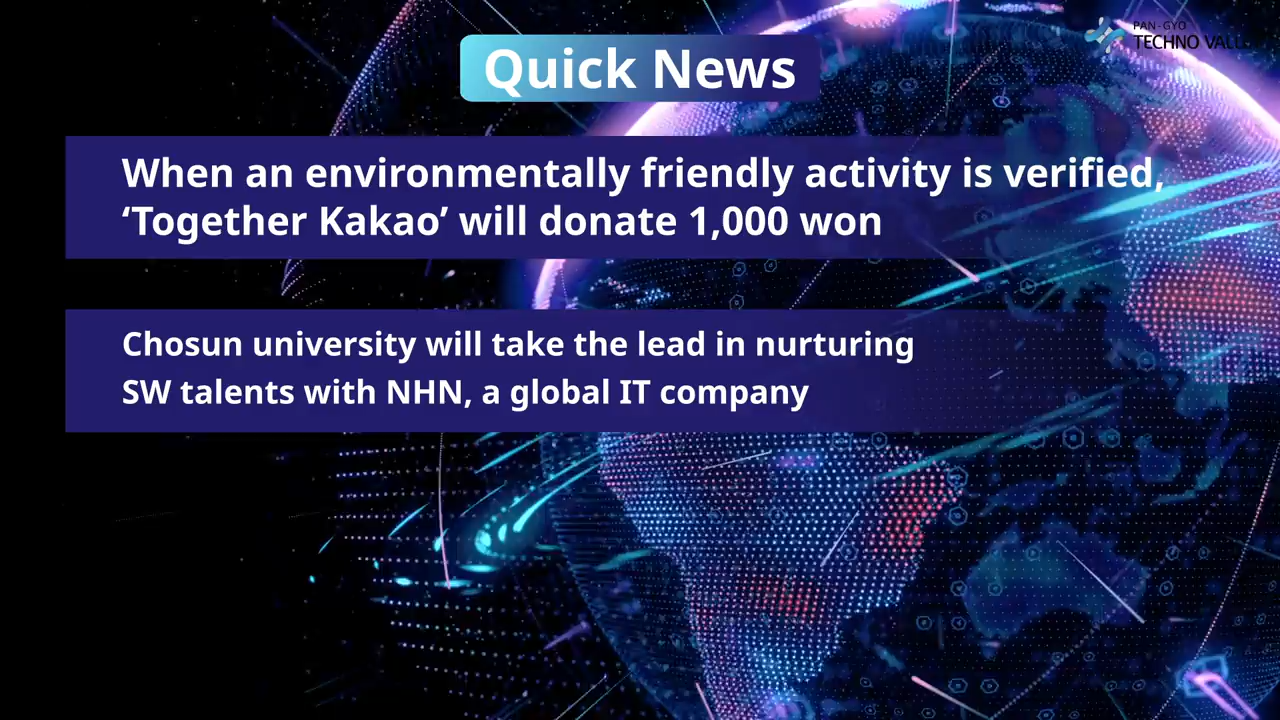 PAN-GYO
TECHNO VALL
Quick News
When an environmentally friendly activity is verified,
‘Together Kakao’ will donate 1,000 won
Chosun university will take the lead in nurturing
SW talents with NHN, a global IT company